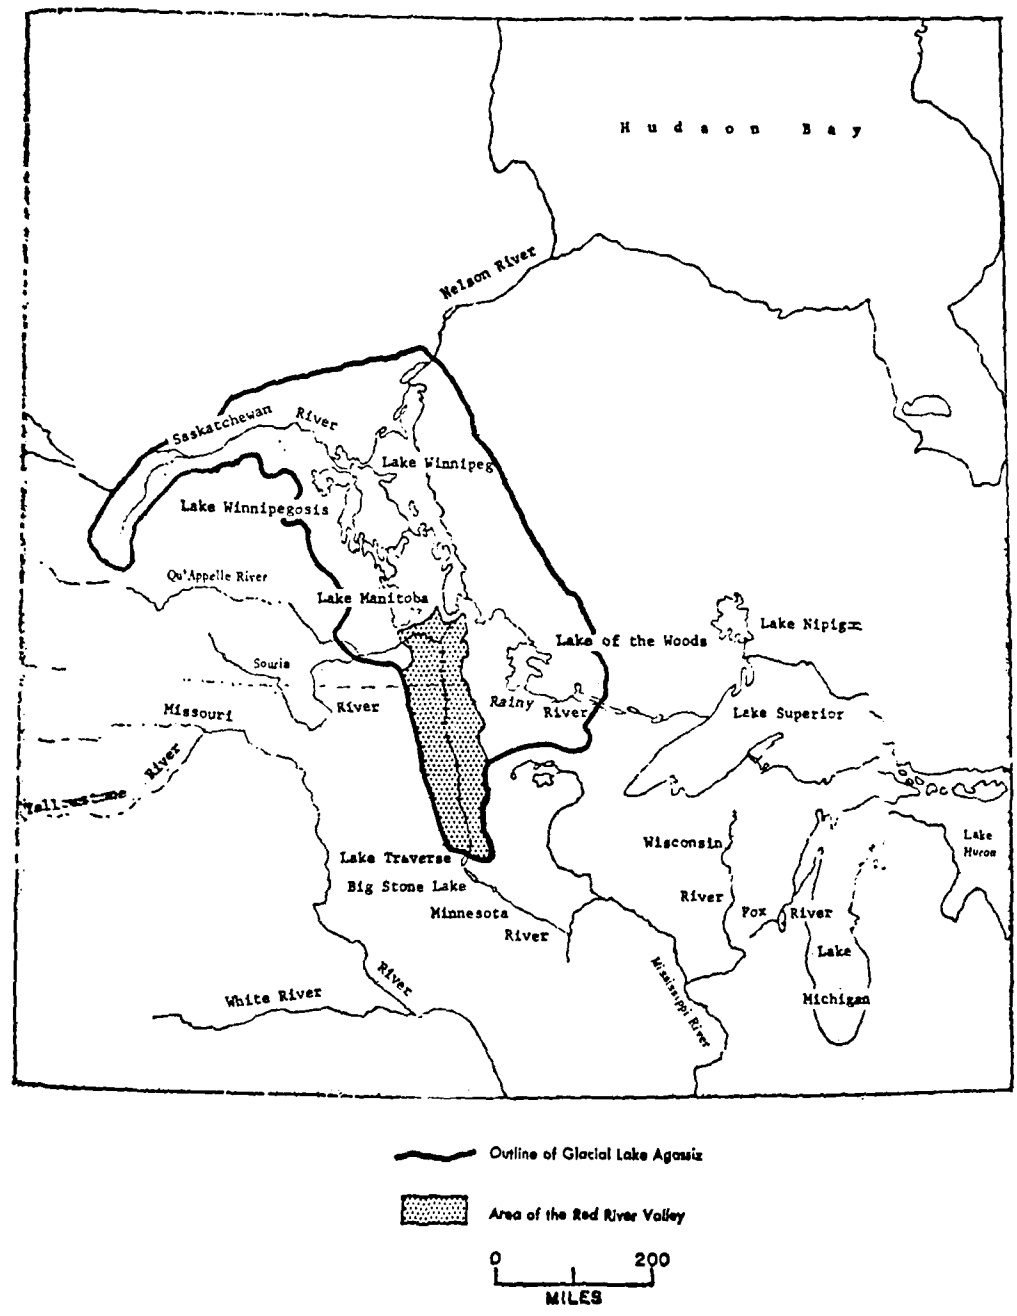 Hudson Bay
Nelson River
Saskatchewan River
Lake Winnipeg
Lake Winnipegosis
Qu'Appelle River
Lake Manitoba
Lake of the Woods
Souris
River
Rainy
River
Lake Superior
Missouri
River
Yellowstone
Lake Traverse
Big Stone Lake
Minnesota
River
Wisconsin
River
Fox River
Lake
Huron
Lake
Michigan
Mississippi River
River
White River
Outline of Glacial Lake Agassiz
Area of the Red River Valley
0 200
MILES